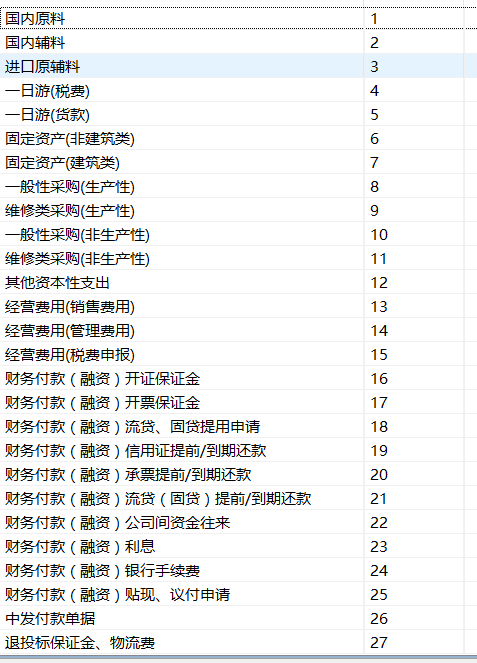 国内原料 1
国内辅料 2
进口原辅料 3
一日游(税费) 4
一日游(货款) 5
固定资产(非建筑类) 6
固定资产(建筑类) 7
一般性采购(生产性) 8
维修类采购(生产性) 9
一般性采购(非生产性) 10
维修类采购(非生产性) 11
其他资本性支出 12
经营费用(销售费用) 13
经营费用(管理费用) 14
经营费用(税费申报) 15
财务付款（融资）开证保证金 16
财务付款（融资）开票保证金 17
财务付款（融资）流贷、固贷提用申请 18
财务付款（融资）信用证提前/到期还款 19
财务付款（融资）承票提前/到期还款 20
财务付款（融资）流贷（固贷）提前/到期还款 21
财务付款（融资）公司间资金往来 22
财务付款（融资）利息 23
财务付款（融资）银行手续费 24
财务付款（融资）贴现、议付申请 25
中发付款单据 26
退投标保证金、物流费 27